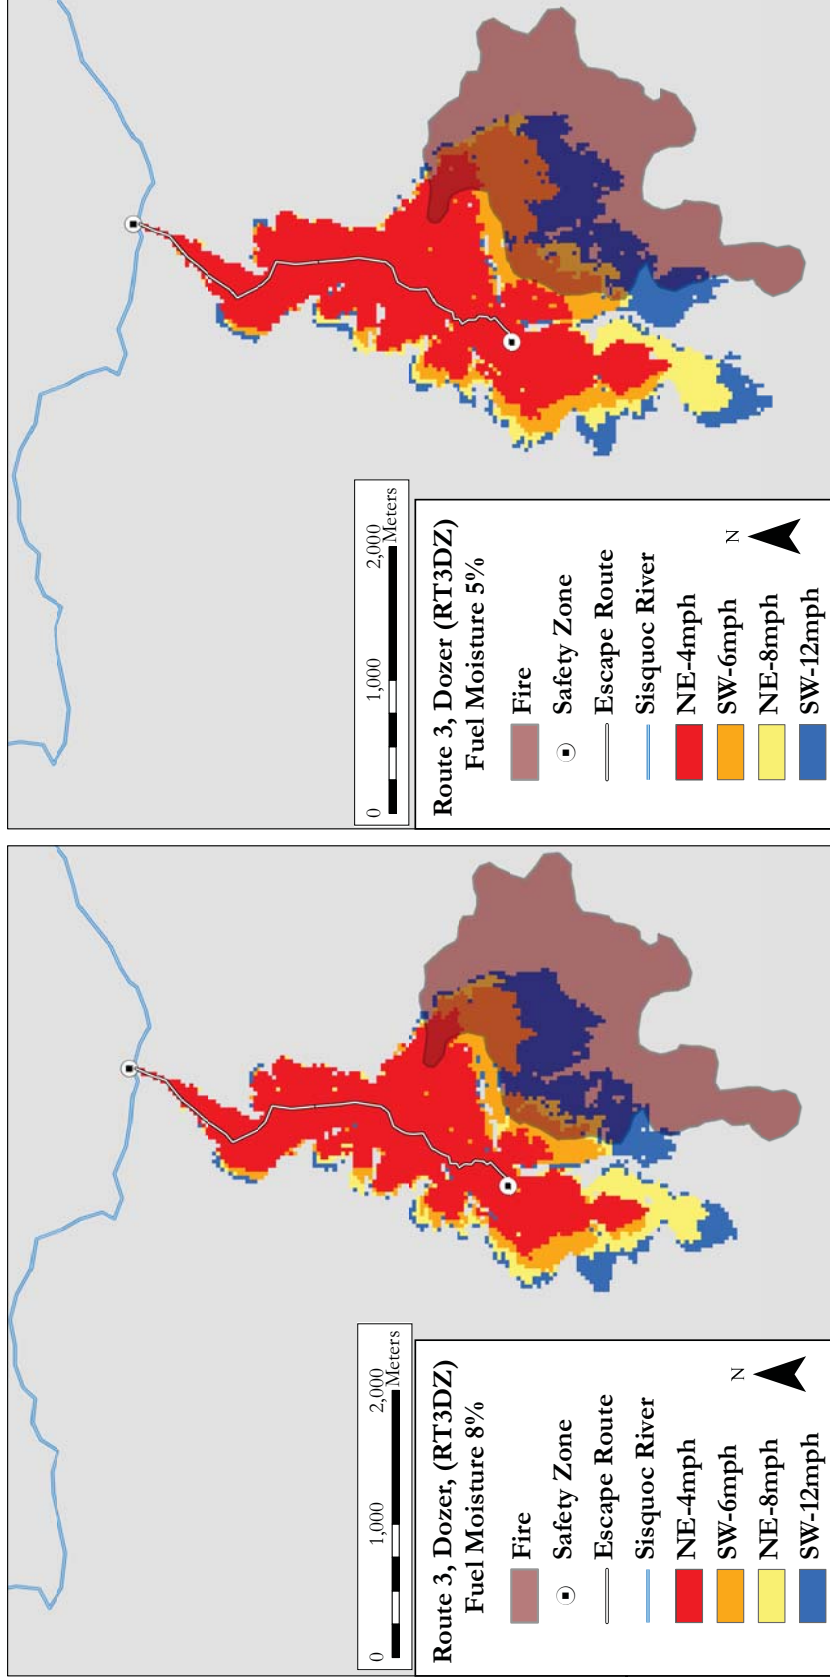 0 1,000 2,000
Meters
Route 3, Dozer, (RT3DZ)
Fuel Moisture 8%
Fire
Safety Zone
Escape Route
Sisquoc River
NE-4mph
SW-6mph
NE-8mph
SW-12mph
N
0 1,000 2,000
Meters
Route 3, Dozer (RT3DZ)
Fuel Moisture 5%
Fire
Safety Zone
Escape Route
Sisquoc River
NE-4mph
SW-6mph
NE-8mph
SW-12mph
N